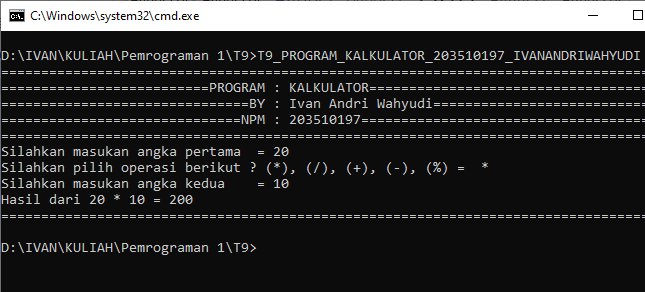 C:\Windows\system32\cmd.exe
D:\IVAN\KULIAH\Pemrograman 1\T9>T9_PROGRAM_KALKULATOR_203510197_IVANANDRIWAHYUDI
=================================================================================
==========================PROGRAM : KALKULATOR===================================
===============================BY : Ivan Andri Wahyudi===========================
==============================NPM : 203510197====================================
=================================================================================
Silahkan masukan angka pertama  = 20
Silahkan pilih operasi berikut ? (*), (/), (+), (-), (%) =  *
Silahkan masukan angka kedua    = 10
Hasil dari 20 * 10 = 200
=================================================================================
D:\IVAN\KULIAH\Pemrograman 1\T9>